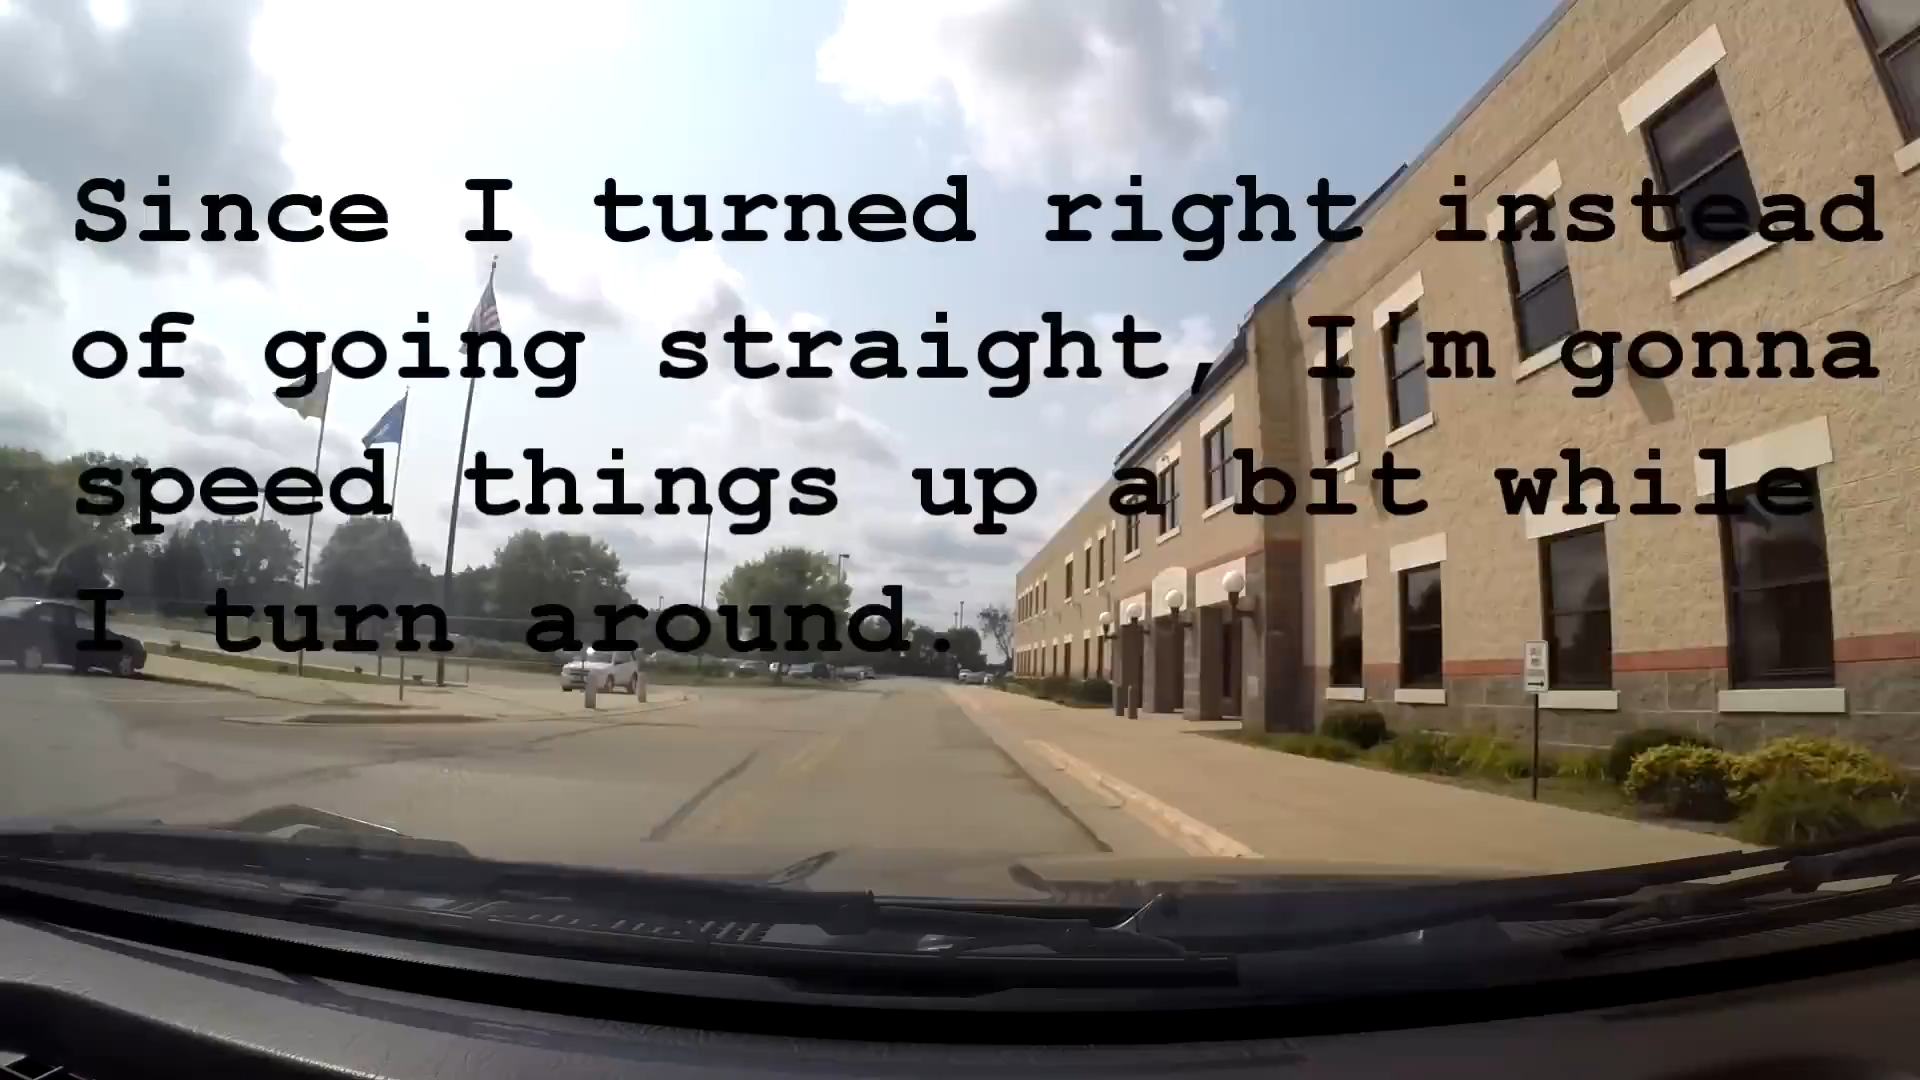 Since I turned right instead
of going straight, I'm gonna
speed things up a bit while
I turn around.